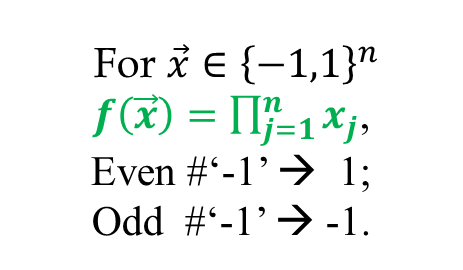 For x⃗ ∈ {−1,1}ⁿ
f(x⃗) = ∏ⁿⱼ₌₁ xⱼ,
Even #‘-1’ → 1;
Odd #‘-1’ → -1.